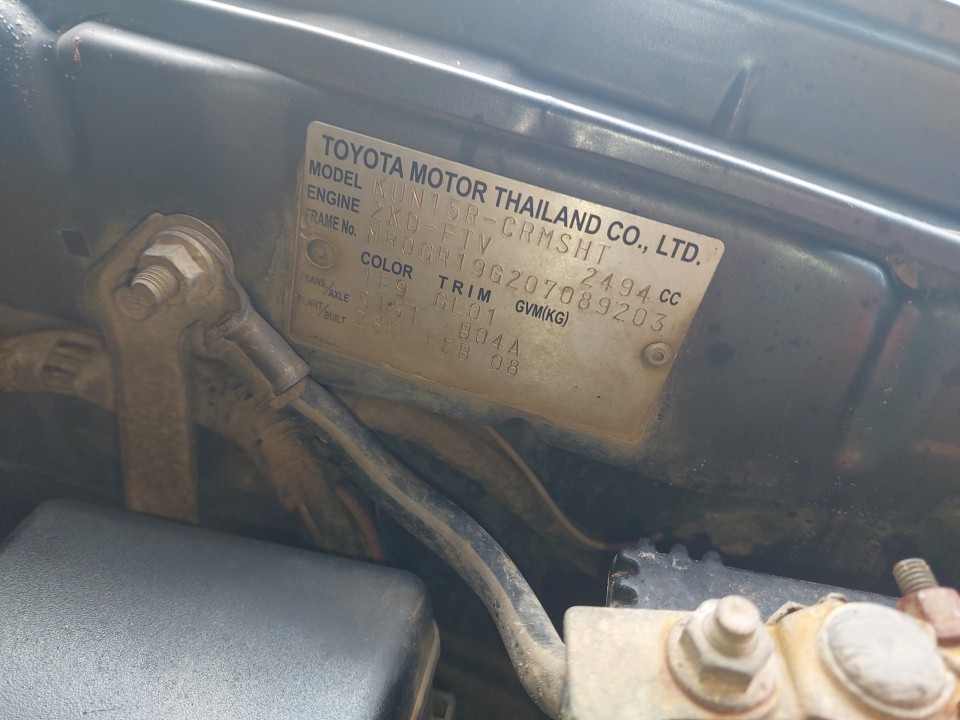 TOYOTA MOTOR THAILAND CO., LTD.
MODEL KUN15R-CRMSHT
ENGINE 2KD-FTV 2494 CC
FRAME No. MR0GR19G207089203
COLOR TRIM GVM(KG)
GL01
TRANS./AXLE B04A
PLANT/BUILT FEB 08